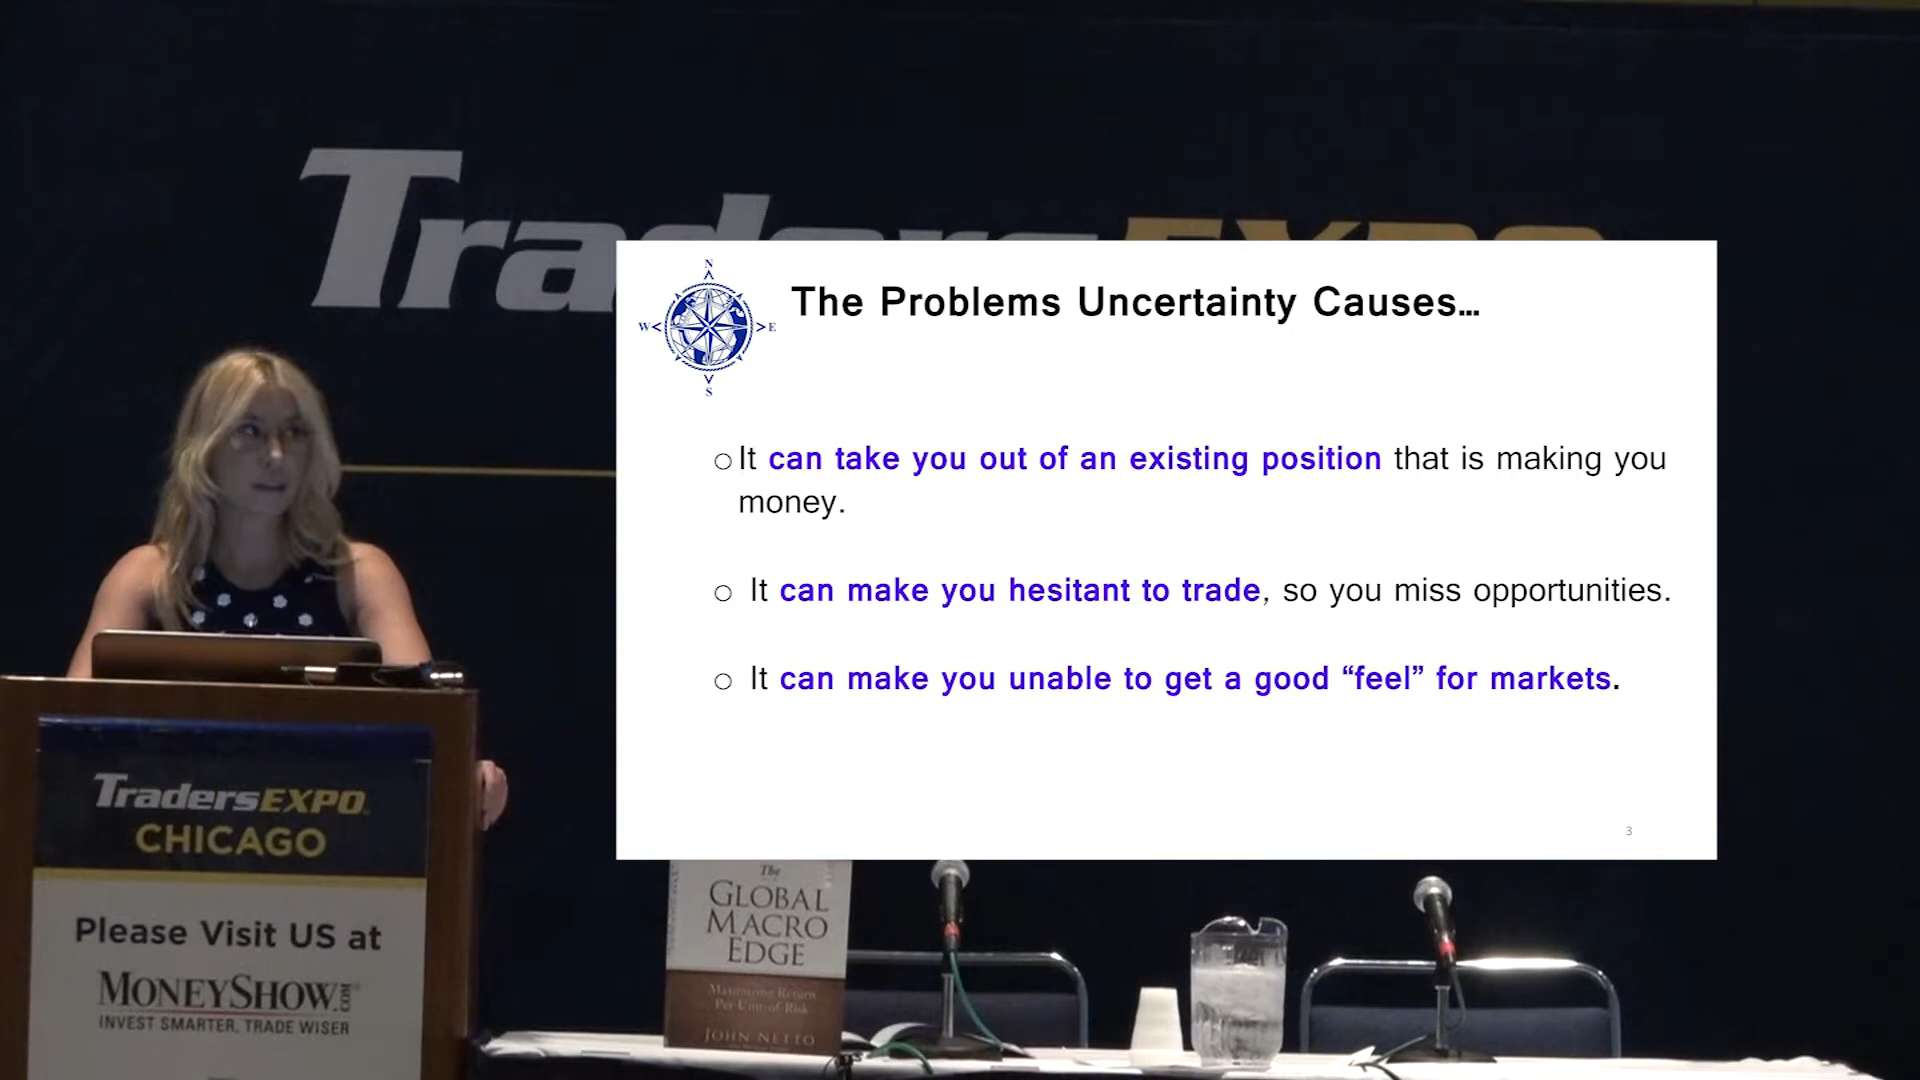 Traders EXPO
N
W
E
S
The Problems Uncertainty Causes…
○ It can take you out of an existing position that is making you
money.
○ It can make you hesitant to trade, so you miss opportunities.
○ It can make you unable to get a good “feel” for markets.
3
TradersEXPO
CHICAGO
Please Visit US at
MONEYSHOW.COM®
INVEST SMARTER, TRADE WISER
The
GLOBAL
MACRO
EDGE
Maximizing Return
Per Unit of Risk
JOHN NETTO